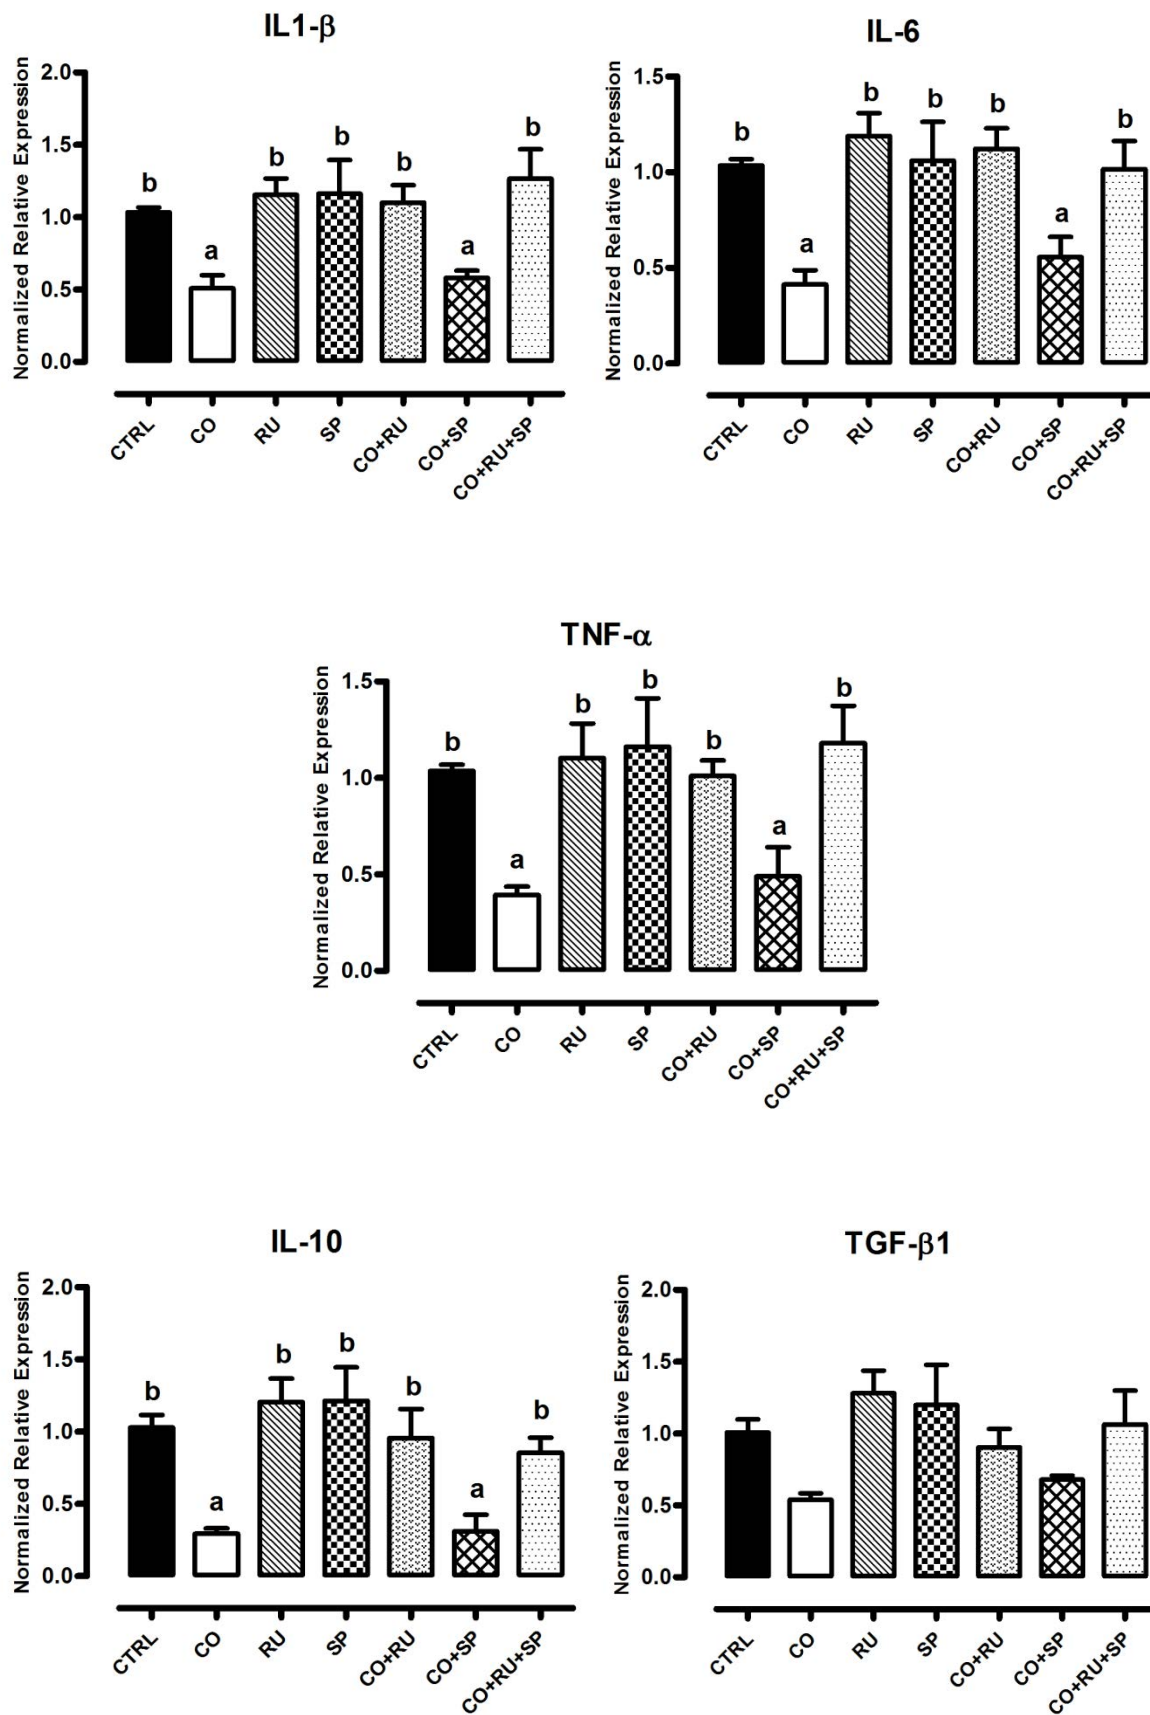 IL1-β
Normalized Relative Expression
2.0
1.5
1.0
0.5
0.0
b
a
b
b
b
a
b
CTRL
CO
RU
SP
CO+RU
CO+SP
CO+RU+SP
IL-6
Normalized Relative Expression
1.5
1.0
0.5
0.0
b
a
b
b
b
a
b
CTRL
CO
RU
SP
CO+RU
CO+SP
CO+RU+SP
TNF-α
Normalized Relative Expression
1.5
1.0
0.5
0.0
b
a
b
b
b
a
b
CTRL
CO
RU
SP
CO+RU
CO+SP
CO+RU+SP
IL-10
Normalized Relative Expression
2.0
1.5
1.0
0.5
0.0
b
a
b
b
b
a
b
CTRL
CO
RU
SP
CO+RU
CO+SP
CO+RU+SP
TGF-β1
Normalized Relative Expression
2.0
1.5
1.0
0.5
0.0
CTRL
CO
RU
SP
CO+RU
CO+SP
CO+RU+SP